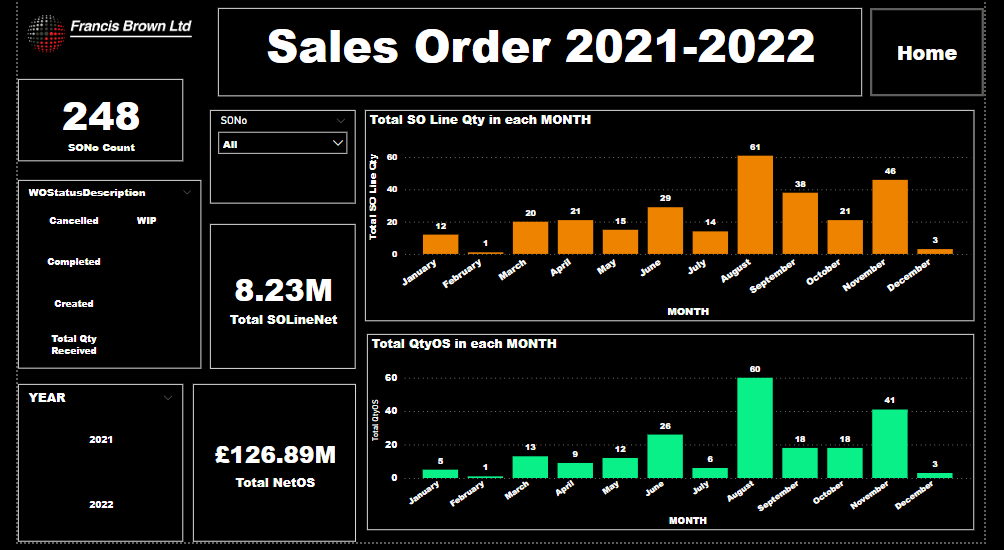 Francis Brown Ltd
Sales Order 2021-2022
Home
248
SONo Count
SONo
All
WOStatusDescription
Cancelled WIP
Completed
Created
Total Qty
Received
8.23M
Total SOLineNet
YEAR
2021
2022
£126.89M
Total NetOS
Total SO Line Qty in each MONTH
Total SO Line Qty
60
40
20
0
12 1 20 21 15 29 14 61 38 21 46 3
January February March April May June July August September October November December
MONTH
Total QtyOS in each MONTH
Total QtyOS
60
40
20
0
5 1 13 9 12 26 6 60 18 18 41 3
January February March April May June July August September October November December
MONTH